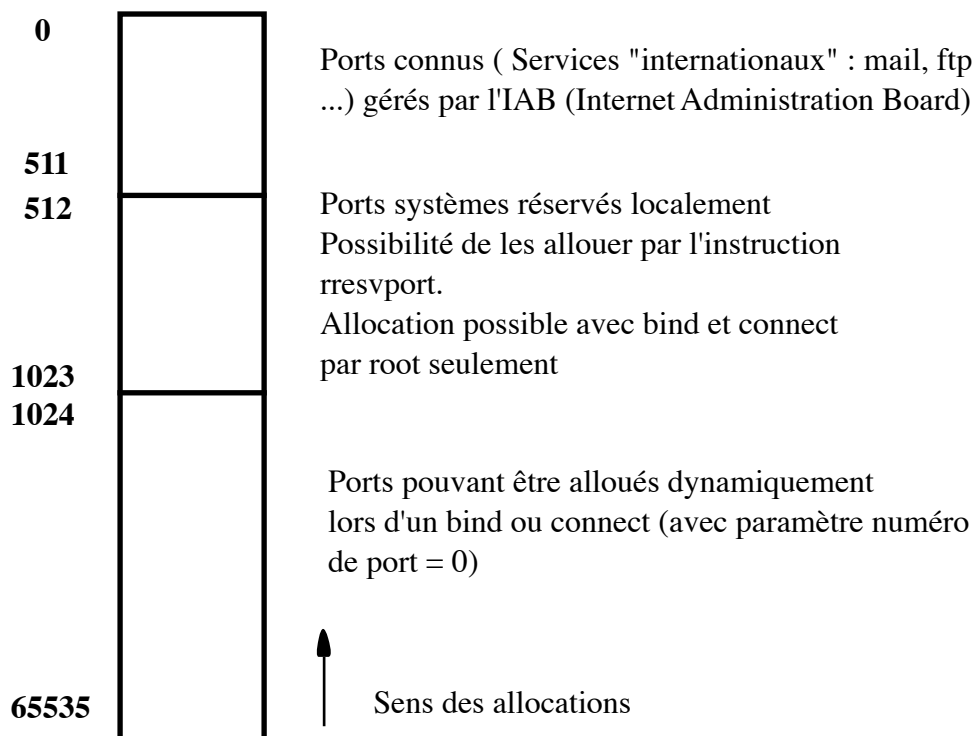 0
Ports connus ( Services "internationaux" : mail, ftp
...) gérés par l'IAB (Internet Administration Board)
511
512
Ports systèmes réservés localement
Possibilité de les allouer par l'instruction
rresvport.
Allocation possible avec bind et connect
par root seulement
1023
1024
Ports pouvant être alloués dynamiquement
lors d'un bind ou connect (avec paramètre numéro
de port = 0)
65535
Sens des allocations